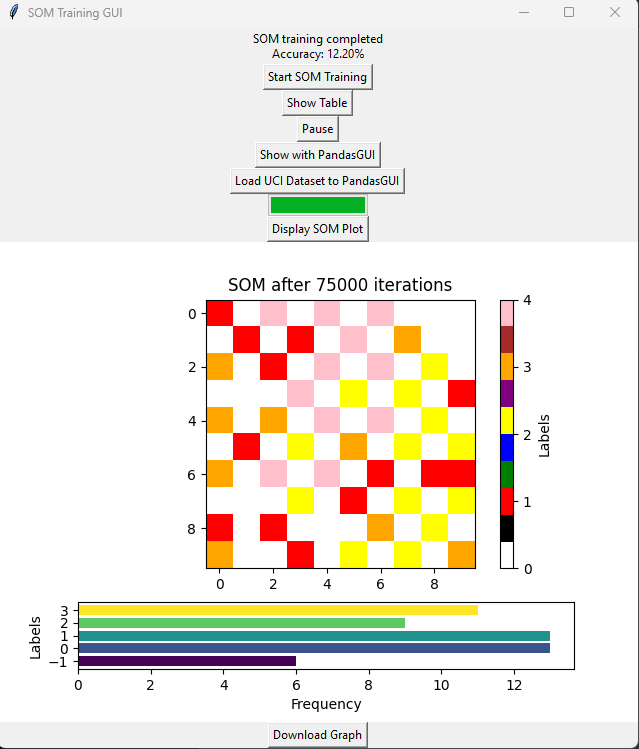 SOM Training GUI
SOM training completed
Accuracy: 12.20%
Start SOM Training
Show Table
Pause
Show with PandasGUI
Load UCI Dataset to PandasGUI
Display SOM Plot
SOM after 75000 iterations
0
2
4
6
8
0 2 4 6 8
4
3
2
1
0
Labels
3
2
1
0
−1
Labels
0 2 4 6 8 10 12
Frequency
Download Graph